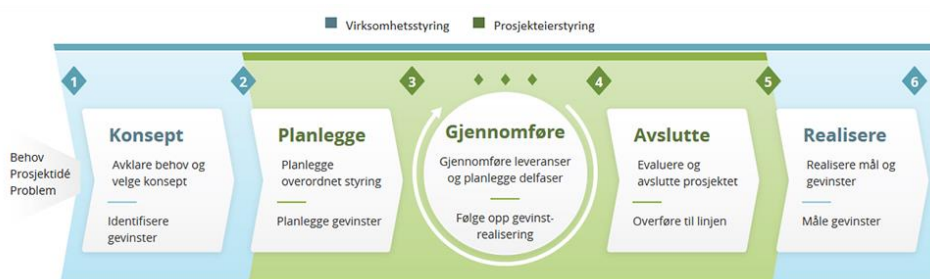 Virksomhetsstyring
Prosjekteierstyring
1
2
3
4
5
6
Behov
Prosjektidé
Problem
Konsept
Avklare behov og
velge konsept
Identifisere
gevinster
Planlegge
Planlegge
overordnet styring
Planlegge gevinster
Gjennomføre
Gjennomføre leveranser
og planlegge delfaser
Følge opp gevinst-
realisering
Avslutte
Evaluere og
avslutte prosjektet
Overføre til linjen
Realisere
Realisere mål og
gevinster
Måle gevinster